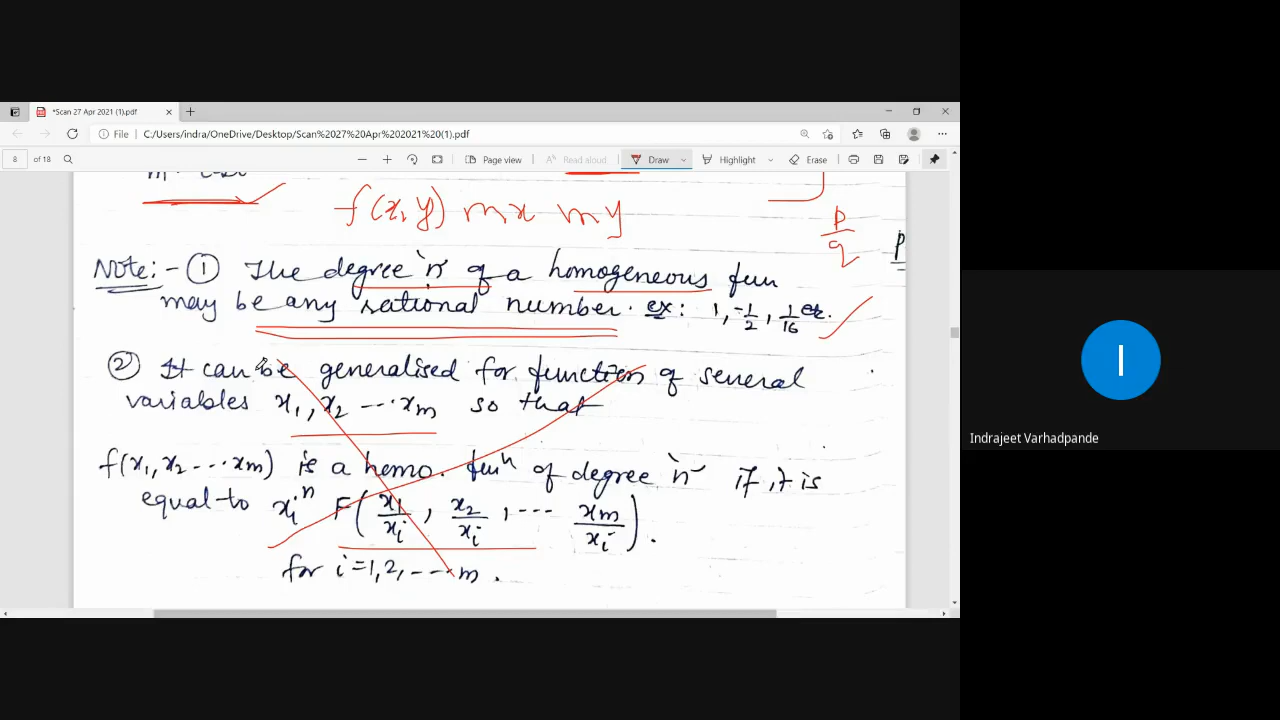 *Scan 27 Apr 2021 (1).pdf
File C:/Users/indra/OneDrive/Desktop/Scan%2027%20Apr%202021%20(1).pdf
8 of 18 Page view Read aloud Draw Highlight Erase
f(x, y) mx my
p/q
Note:- ① The degree 'n' of a homogeneous fun
may be any rational number. ex: 1, -1/2, 1/16 etc.
② It can be generalised for function of several
variables x₁, x₂ ---- xₘ so that
f(x₁, x₂ --- xₘ) is a homo. funⁿ of degree 'n' if it is
equal to xᵢⁿ F(x₁/xᵢ, x₂/xᵢ, ---- xₘ/xᵢ).
for i=1,2, ---- m.
I
Indrajeet Varhadpande